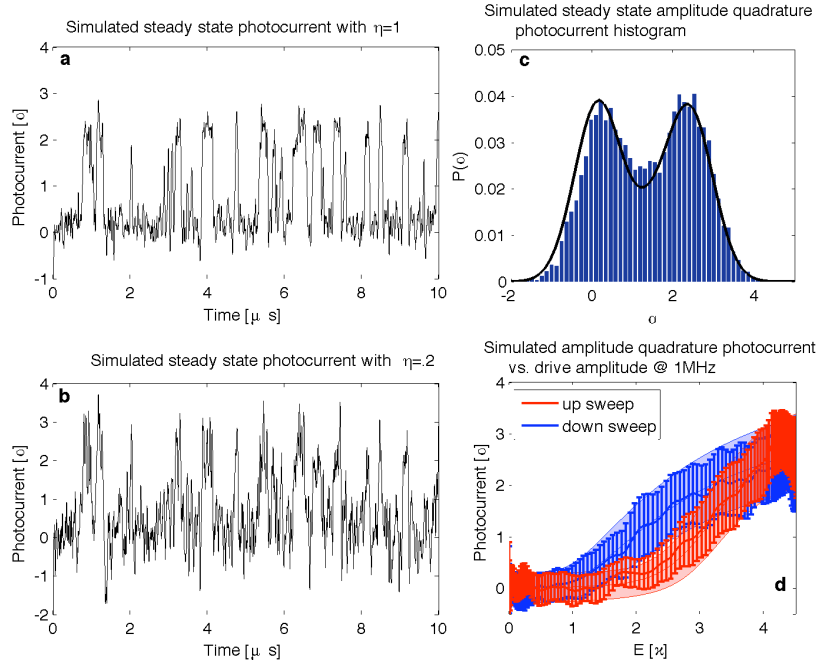 Simulated steady state photocurrent with η=1
a
4
3
2
1
0
-1
Photocurrent [σ]
0 2 4 6 8 10
Time [μ s]
Simulated steady state amplitude quadrature
photocurrent histogram
c
0.05
0.04
0.03
0.02
0.01
0
P(σ)
-2 0 2 4
σ
Simulated steady state photocurrent with η=.2
b
4
3
2
1
0
-1
-2
Photocurrent [σ]
0 2 4 6 8 10
Time [μ s]
Simulated amplitude quadrature photocurrent
vs. drive amplitude @ 1MHz
up sweep
down sweep
4
3
2
1
0
Photocurrent [σ]
d
0 1 2 3 4
E [ϰ]